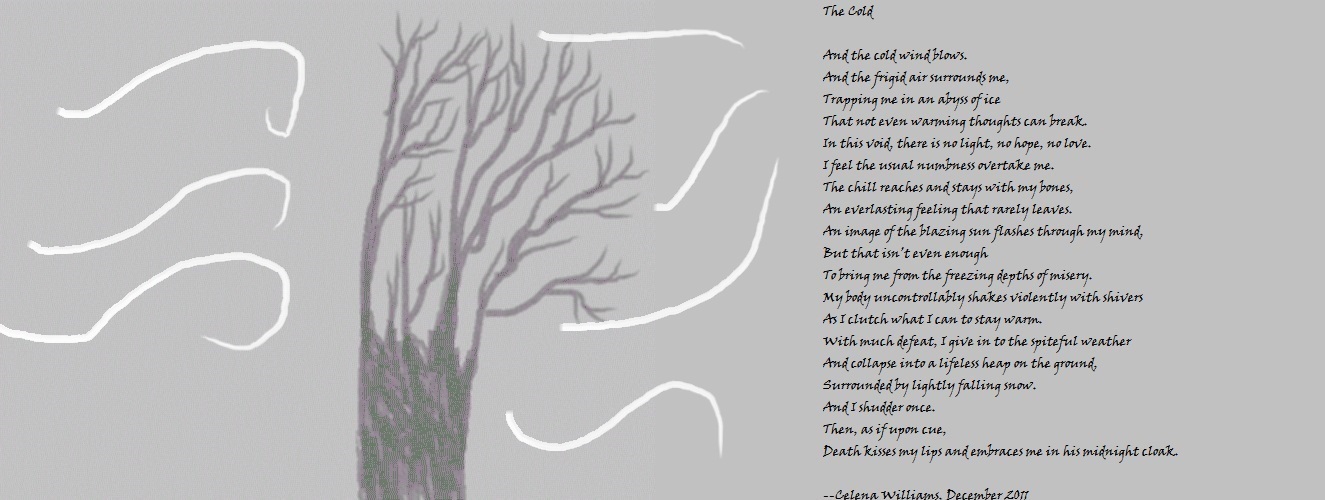 The Cold
And the cold wind blows.
And the frigid air surrounds me,
Trapping me in an abyss of ice
That not even warming thoughts can break.
In this void, there is no light, no hope, no love.
I feel the usual numbness overtake me.
The chill reaches and stays with my bones,
An everlasting feeling that rarely leaves.
An image of the blazing sun flashes through my mind,
But that isn't even enough
To bring me from the freezing depths of misery.
My body uncontrollably shakes violently with shivers
As I clutch what I can to stay warm.
With much defeat, I give in to the spiteful weather
And collapse into a lifeless heap on the ground,
Surrounded by lightly falling snow.
And I shudder once.
Then, as if upon cue,
Death kisses my lips and embraces me in his midnight cloak.
--Celena Williams, December 2011